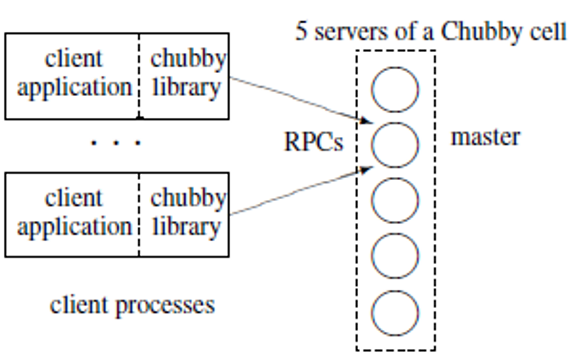 5 servers of a Chubby cell
client chubby
application library
. . .
RPCs
master
client chubby
application library
client processes